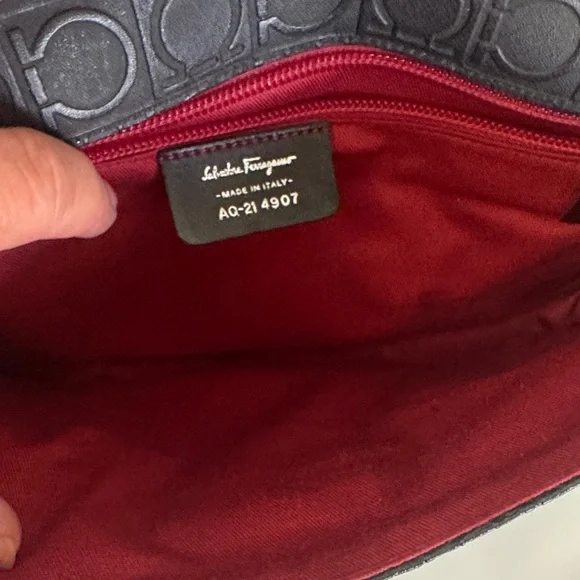 Salvatore Ferragamo
-MADE IN ITALY-
AQ-21 4907